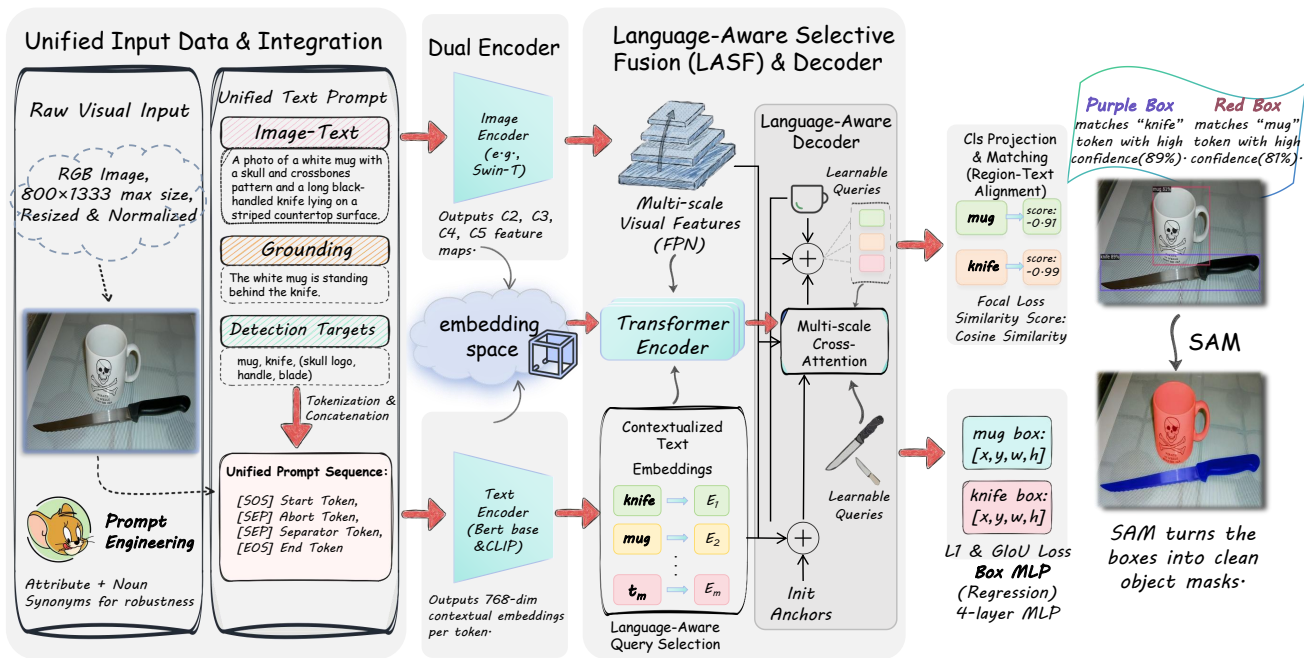 Unified Input Data & Integration
Raw Visual Input
RGB Image,
800×1333 max size,
Resized & Normalized
Prompt
Engineering
Attribute + Noun
Synonyms for robustness
Unified Text Prompt
Image-Text
A photo of a white mug with
a skull and crossbones
pattern and a long black-
handled knife lying on a
striped countertop surface.
Grounding
The white mug is standing
behind the knife.
Detection Targets
mug, knife, (skull logo,
handle, blade)
Tokenization &
Concatenation
Unified Prompt Sequence:
[SOS] Start Token,
[SEP] Abort Token,
[SEP] Separator Token,
[EOS] End Token
Dual Encoder
Image
Encoder
(e.g.,
Swin-T)
Outputs C2, C3,
C4, C5 feature
maps.
embedding
space
Text
Encoder
(Bert base
&CLIP)
Outputs 768-dim
contextual embeddings
per token.
Language-Aware Selective
Fusion (LASF) & Decoder
Multi-scale
Visual Features
(FPN)
Transformer
Encoder
Contextualized
Text
Embeddings
knife E1
mug E2
tm Em
Language-Aware
Query Selection
Language-Aware
Decoder
Learnable
Queries
Multi-scale
Cross-
Attention
Learnable
Queries
Init
Anchors
Cls Projection
& Matching
(Region-Text
Alignment)
mug
score:
-0.91
knife
score:
-0.99
Focal Loss
Similarity Score:
Cosine Similarity
mug box:
[x,y,w,h]
knife box:
[x,y,w,h]
L1 & GIoU Loss
Box MLP
(Regression)
4-layer MLP
Purple Box
matches "knife"
token with high
confidence(89%).
Red Box
matches "mug"
token with high
confidence(81%).
SAM
SAM turns the
boxes into clean
object masks.